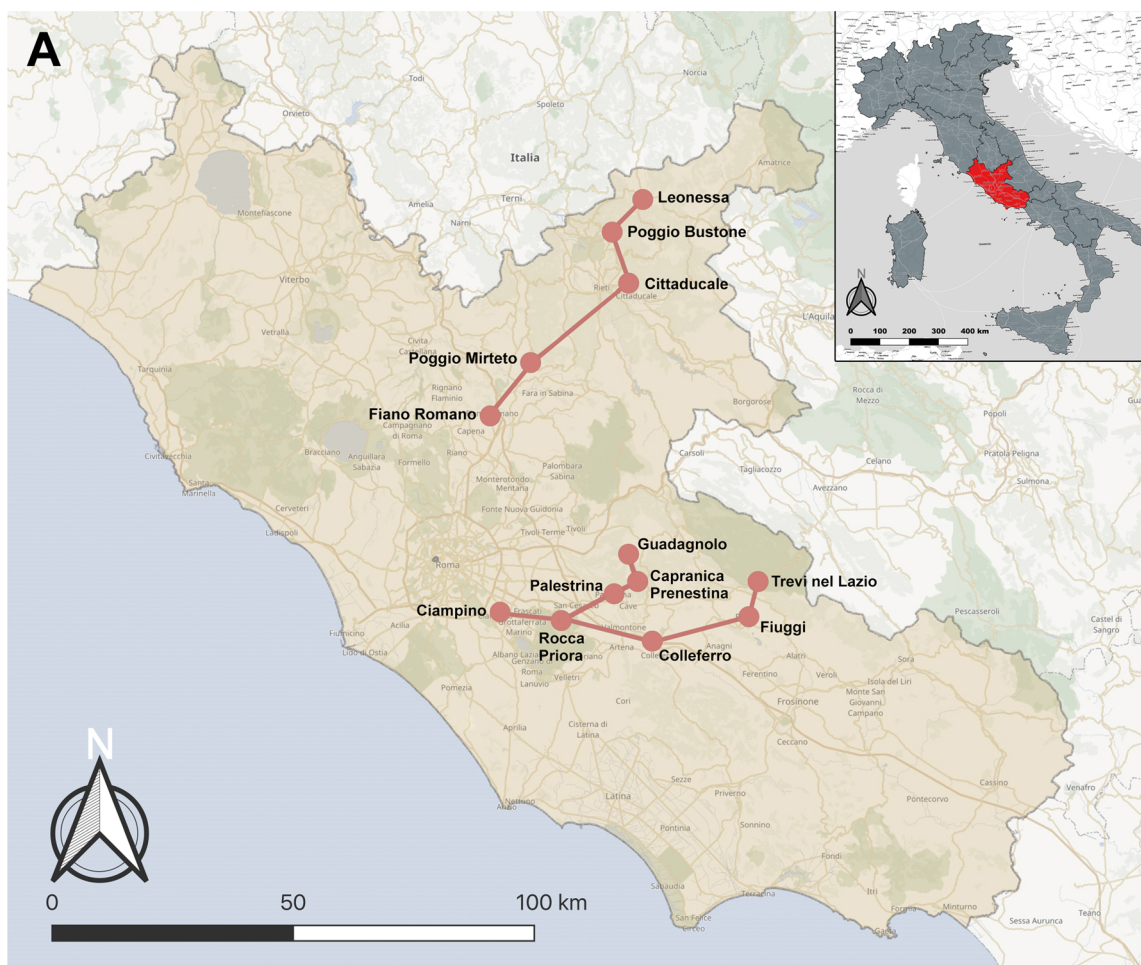 A
Todi
Norcia
Orvieto
Spoleto
Italia
Amatrice
Amelia
Terni
Narni
Montefiascone
Leonessa
Poggio Bustone
Viterbo
Rieti
Cittaducale
Cittaducale
L'Aquila
Vetralla
Civita
Castellana
Poggio Mirteto
Tarquinia
Rignano
Flaminio
Fara in Sabina
Borgorose
Rocca di
Mezzo
Popoli
Fiano Romano
Campagnano
di Roma
Capena
Civitavecchia
Bracciano
Anguillara
Sabazia
Formello
Riano
Carsoli
Tagliacozzo
Celano
Pratola Peligna
Sulmona
Avezzano
Santa
Marinella
Monterotondo
Mentana
Palombara
Sabina
Cerveteri
Fonte Nuova
Guidonia
Ladispoli
Tivoli Terme
Tivoli
Guadagnolo
Roma
Palestrina
Capranica
Prenestina
Trevi nel Lazio
Ciampino
Frascati
Grottaferrata
Marino
San Cesareo
Cave
Pescasseroli
Castel di
Sangro
Fiumicino
Acilia
Lido di Ostia
Rocca
Priora
Valmontone
Fiuggi
Albano Laziale
Genzano di
Roma
Lanuvio
Velletri
Artena
Colleferro
Anagni
Alatri
Sora
Ferentino
Veroli
Isola del Liri
Monte San
Giovanni
Campano
Pomezia
Cori
Frosinone
Aprilia
Cisterna di
Latina
Ceccano
Sezze
Cassino
Venafro
Anzio
Nettuno
Latina
Priverno
Pontecorvo
Pontinia
Sonnino
Fondi
Sabaudia
Terracina
Itri
Formia
Minturno
Gaeta
San Felice
Circeo
Sessa Aurunca
Teano
N
0 50 100 km
N
0 100 200 300 400 km